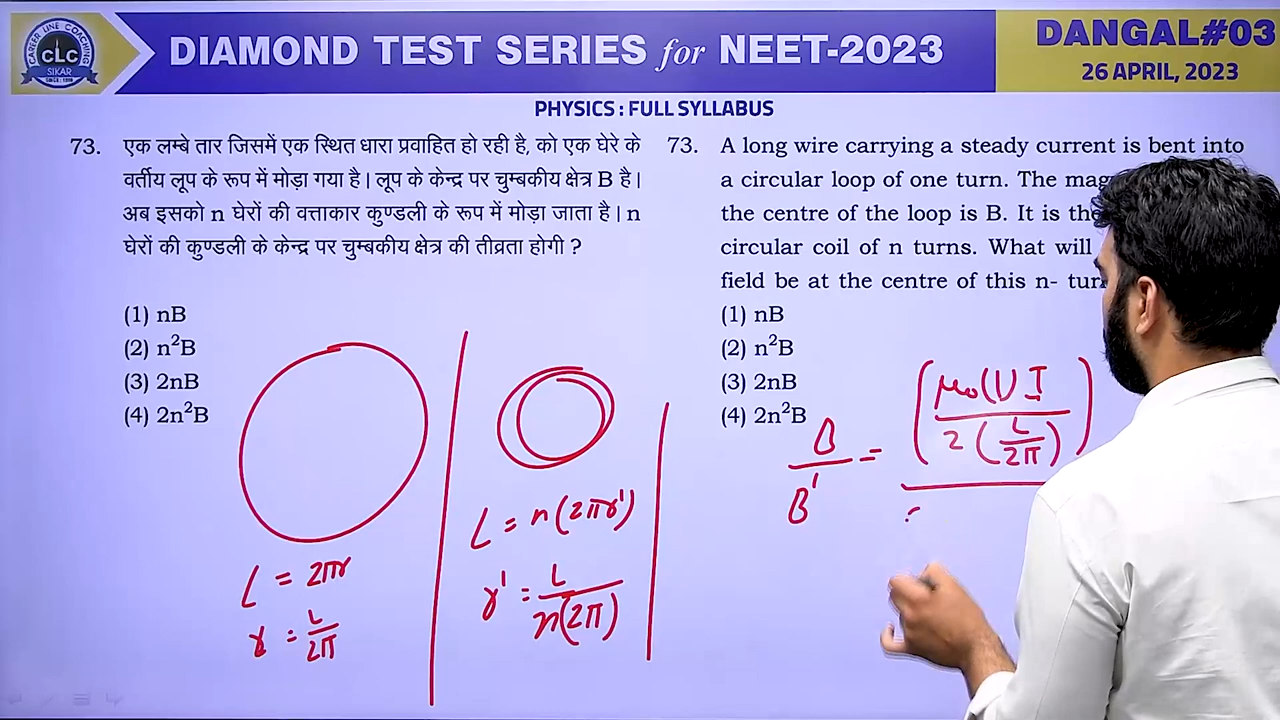 CAREER LINE COACHING
CLC
SIKAR
SINCE : 1996
DIAMOND TEST SERIES for NEET-2023
DANGAL#03
26 APRIL, 2023
PHYSICS : FULL SYLLABUS
73. एक लम्बे तार जिसमें एक स्थित धारा प्रवाहित हो रही है, को एक घेरे के
वर्तीय लूप के रूप में मोड़ा गया है। लूप के केन्द्र पर चुम्बकीय क्षेत्र B है।
अब इसको n घेरों की वत्ताकार कुण्डली के रूप में मोड़ा जाता है। n
घेरों की कुण्डली के केन्द्र पर चुम्बकीय क्षेत्र की तीव्रता होगी ?
(1) nB
(2) n²B
(3) 2nB
(4) 2n²B
73. A long wire carrying a steady current is bent into
a circular loop of one turn. The
the centre of the loop is B. It is
circular coil of n turns. What will
field be at the centre of this n-
(1) nB
(2) n²B
(3) 2nB
(4) 2n²B
L = 2πr
r = L/2π
L = n(2πr')
r' = L/n(2π)
B/B' = (μ₀(1)I/2(L/2π))